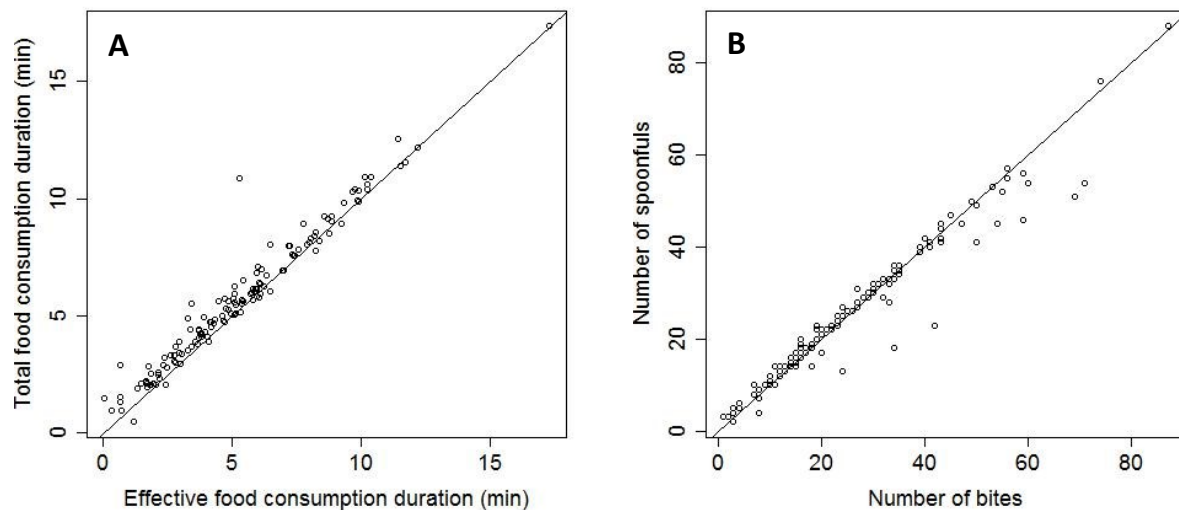 A
Total food consumption duration (min)
15
10
5
0
0 5 10 15
Effective food consumption duration (min)
B
Number of spoonfuls
80
60
40
20
0
0 20 40 60 80
Number of bites